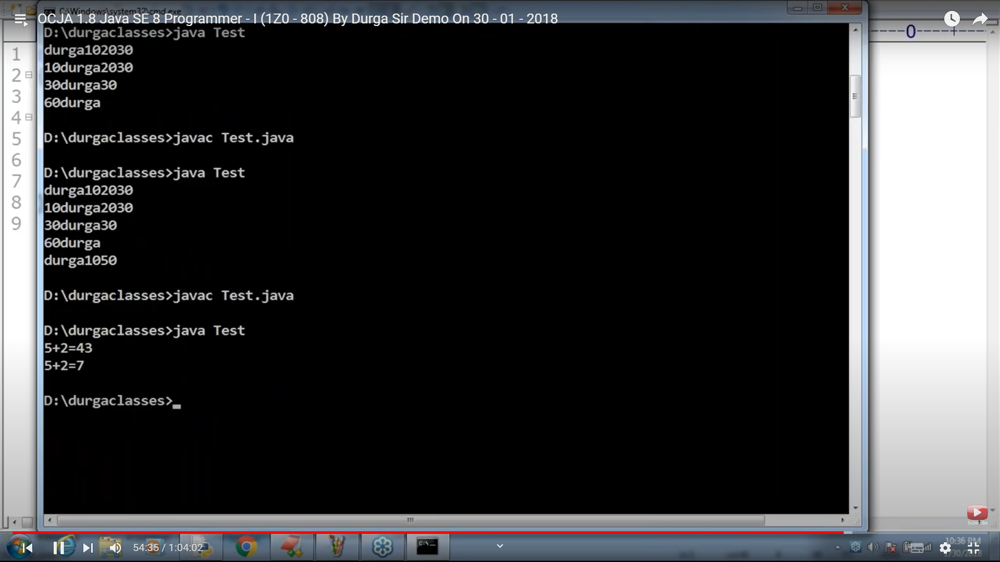 C:\Windows\system32\cmd.exe
OCJA 1.8 Java SE 8 Programmer - I (1Z0 - 808) By Durga Sir Demo On 30 - 01 - 2018
----0----+----
D:\durgaclasses>java Test
durga102030
10durga2030
30durga30
60durga
D:\durgaclasses>javac Test.java
D:\durgaclasses>java Test
durga102030
10durga2030
30durga30
60durga
durga1050
D:\durgaclasses>javac Test.java
D:\durgaclasses>java Test
5+2=43
5+2=7
D:\durgaclasses>_
1
2
3
4
5
6
7
8
9
Subscribe
54:35 / 1:04:02
C:\_
10:36 PM
1/30/2018